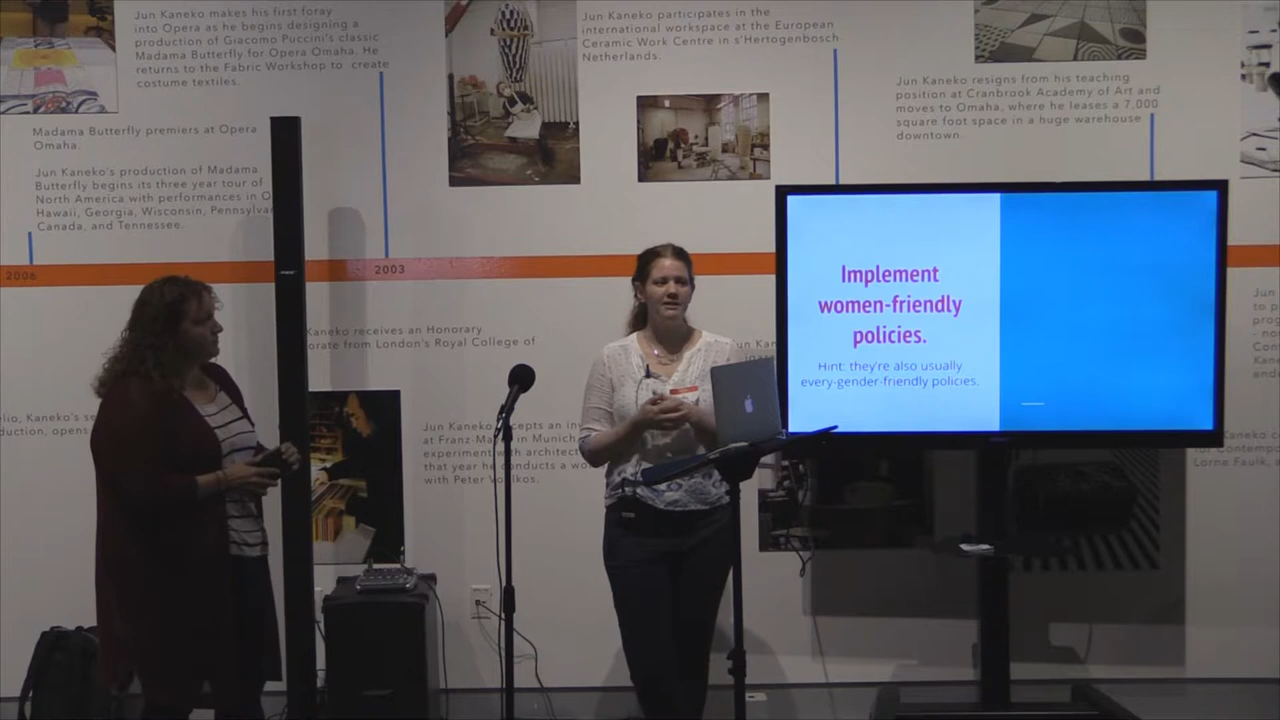 Jun Kaneko makes his first foray
into Opera as he begins designing a
production of Giacomo Puccini's classic
Madama Butterfly for Opera Omaha. He
returns to the Fabric Workshop to create
costume textiles.
Madama Butterfly premiers at Opera
Omaha.
Jun Kaneko's production of Madama
Butterfly begins its three year tour of
North America with performances in
Hawaii, Georgia, Wisconsin,
Canada, and Tennessee.
Jun Kaneko participates in the
international workspace at the European
Ceramic Work Centre in s'Hertogenbosch
Netherlands.
Jun Kaneko resigns from his teaching
position at Cranbrook Academy of Art and
moves to Omaha, where he leases a 7,000
square foot space in a huge warehouse
downtown.
2006
2003
Kaneko receives an Honorary
from London's Royal College of
Kaneko's
Jun Kaneko
at Munich
experiment with
that year he conducts a
with Peter
Implement
women-friendly
policies.
Hint: they're also usually
every-gender-friendly policies.
Jun
to
Kaneko
Lorne Faulk,